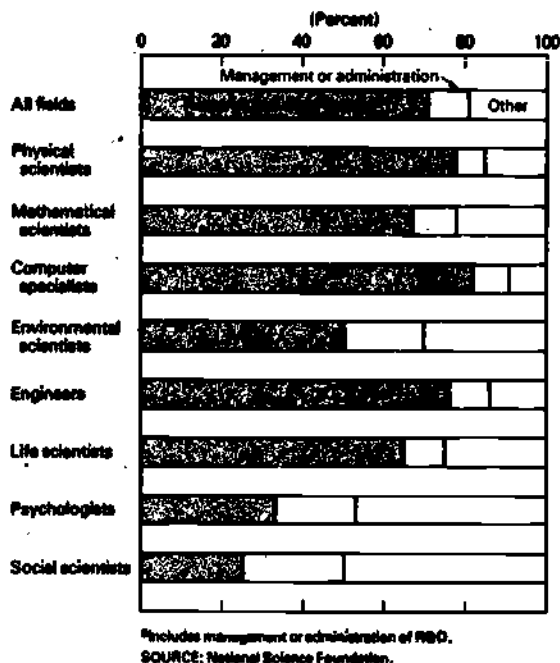 (Percent)
0 20 40 60 80 100
Management or administration
All fields
Other
Physical
scientists
Mathematical
scientists
Computer
specialists
Environmental
scientists
Engineers
Life scientists
Psychologists
Social scientists
ᵃIncludes management or administration of R&D.
SOURCE: National Science Foundation.